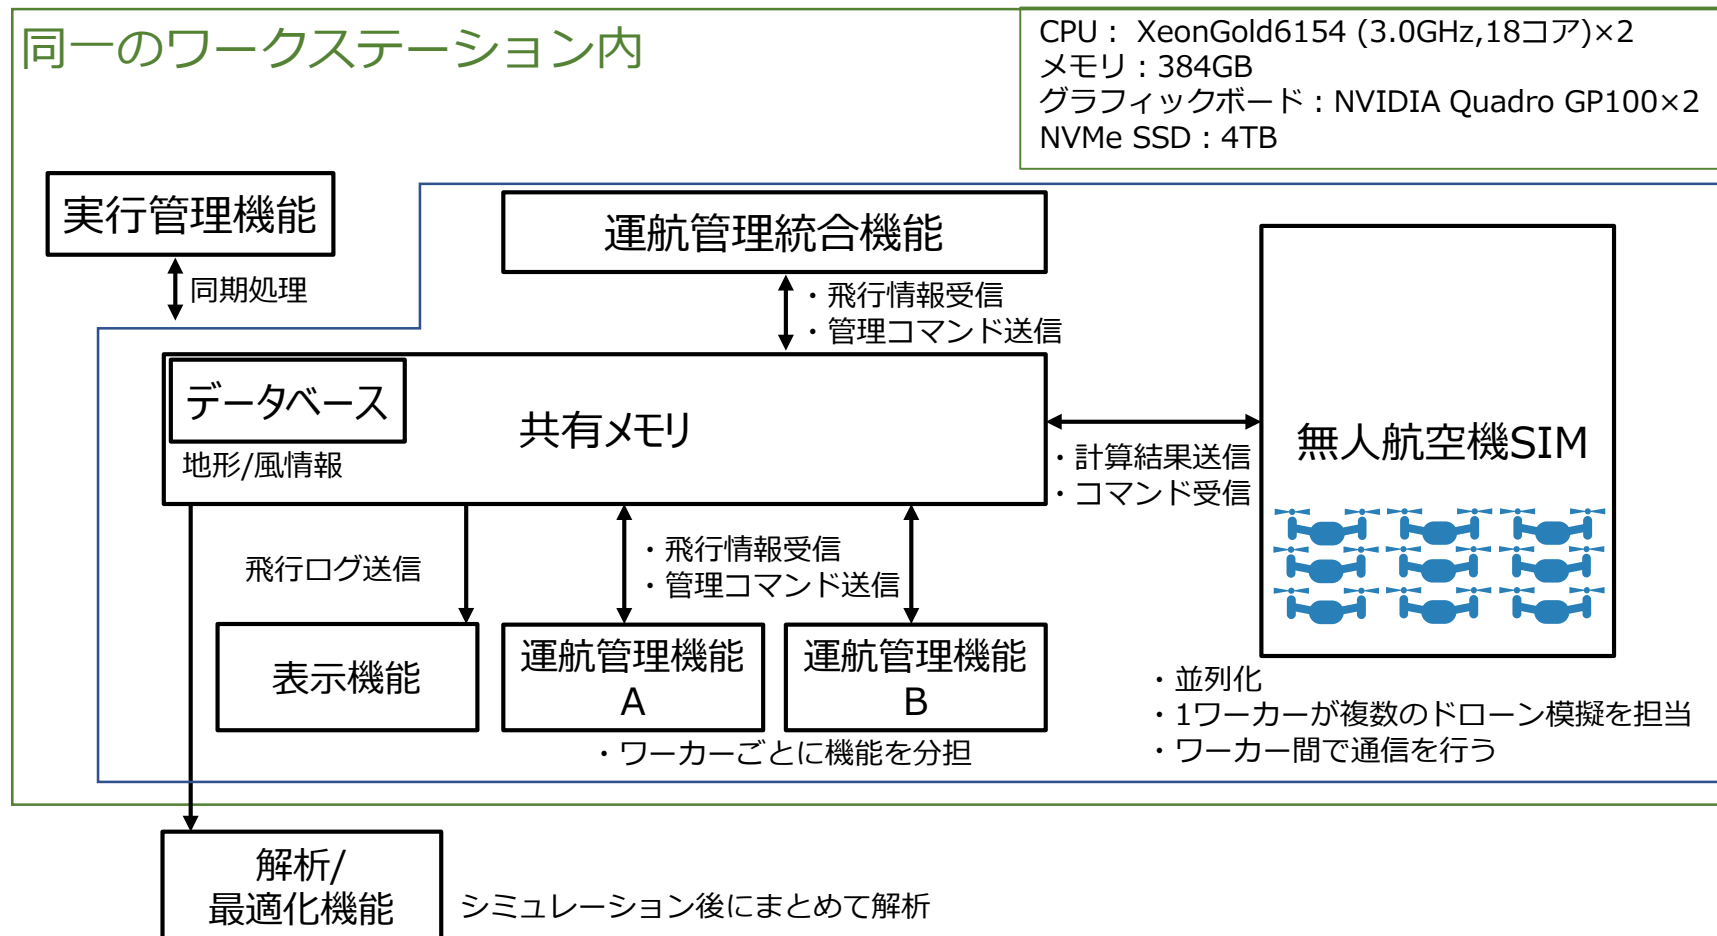 同一のワークステーション内
CPU： XeonGold6154 (3.0GHz,18コア)×2
メモリ：384GB
グラフィックボード：NVIDIA Quadro GP100×2
NVMe SSD：4TB
実行管理機能
同期処理
運航管理統合機能
・飛行情報受信
・管理コマンド送信
データベース
地形/風情報
共有メモリ
・計算結果送信
・コマンド受信
無人航空機SIM
飛行ログ送信
・飛行情報受信
・管理コマンド送信
表示機能
運航管理機能
A
運航管理機能
B
・ワーカーごとに機能を分担
・並列化
・1ワーカーが複数のドローン模擬を担当
・ワーカー間で通信を行う
解析/
最適化機能
シミュレーション後にまとめて解析